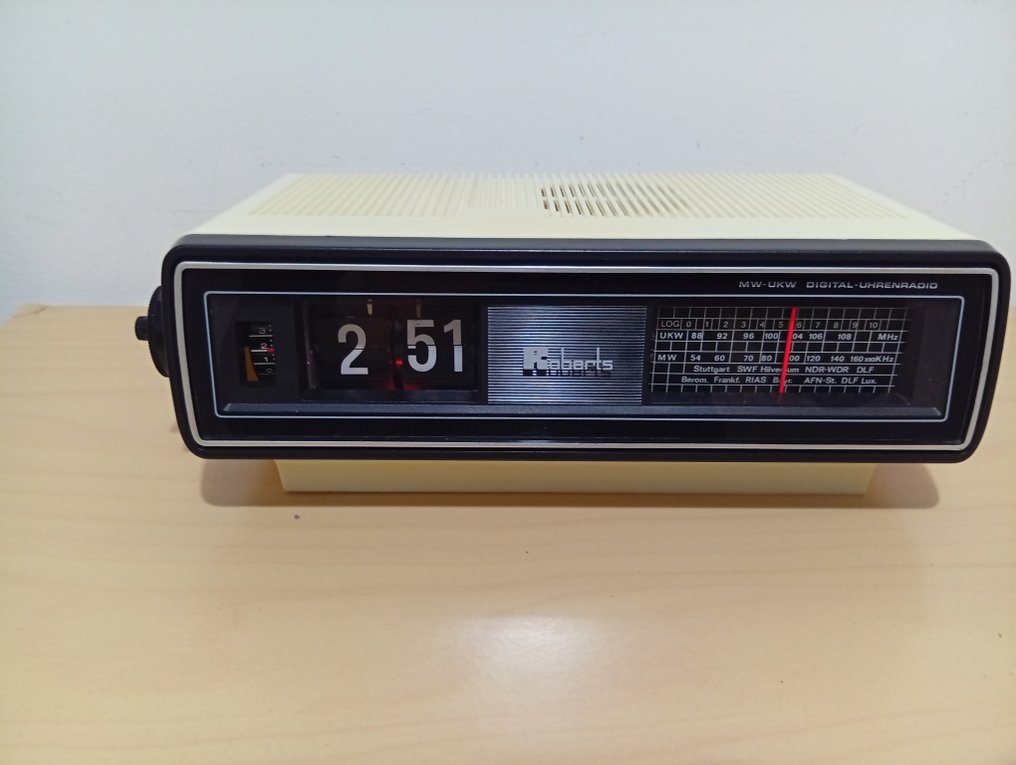 MW-UKW DIGITAL-UHRENRADIO
2 51
Roberts
LOG 0 1 2 3 4 5 6 7 8 9 10
UKW 88 92 96 100 104 106 108 MHz
MW 54 60 70 80 100 120 140 160 x10KHz
Stuttgart SWF Hilversum NDR-WDR DLF
Berom. Frankf. RIAS Bayr. AFN-St. DLF Lux.